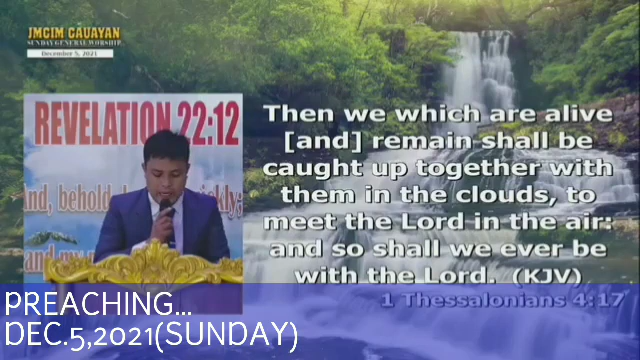 JMCIM CAUAYAN
SUNDAY GENERAL WORSHIP
December 5, 2021
REVELATION 22:12
And, behold
Then we which are alive
[and] remain shall be
caught up together with
them in the clouds, to
meet the Lord in the air:
and so shall we ever be
with the Lord. (KJV)
1 Thessalonians 4:17
PREACHING...
DEC.5,2021(SUNDAY)